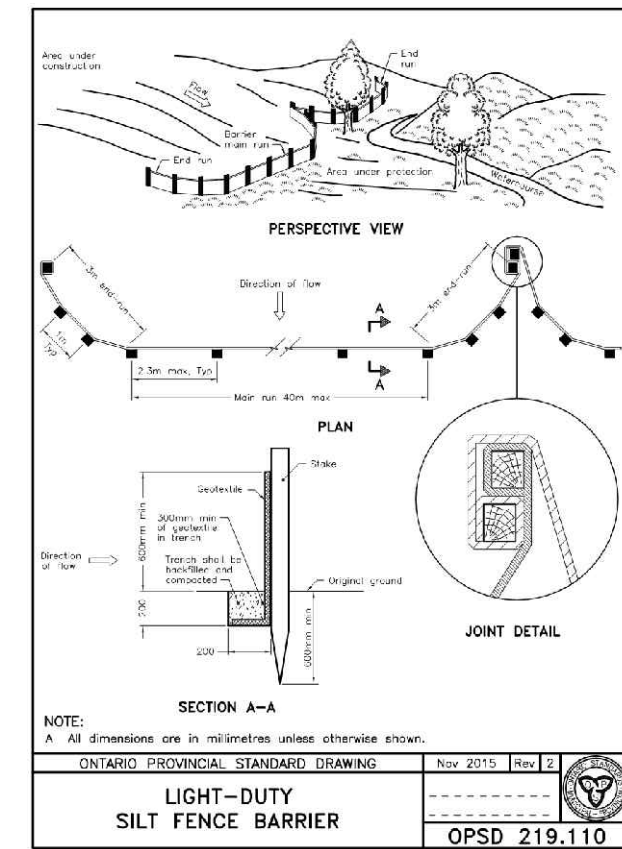 Area under
construction
Flow
End
run
Barrier
main run
End run
Area under protection
Watercourse
PERSPECTIVE VIEW
3m end-run
Direction of flow
A
3m end-run
1m
Typ
A
2.3m max, Typ
Main run 40m max
PLAN
Stake
Geotextile
300mm min
of geotextile
in trench
600mm min
Direction
of flow
Trench shall be
backfilled and
compacted
Original ground
200
600mm min
200
JOINT DETAIL
SECTION A-A
NOTE:
A All dimensions are in millimetres unless otherwise shown.
ONTARIO PROVINCIAL STANDARD DRAWING
Nov 2015
Rev 2
LIGHT-DUTY
SILT FENCE BARRIER
OPSD 219.110